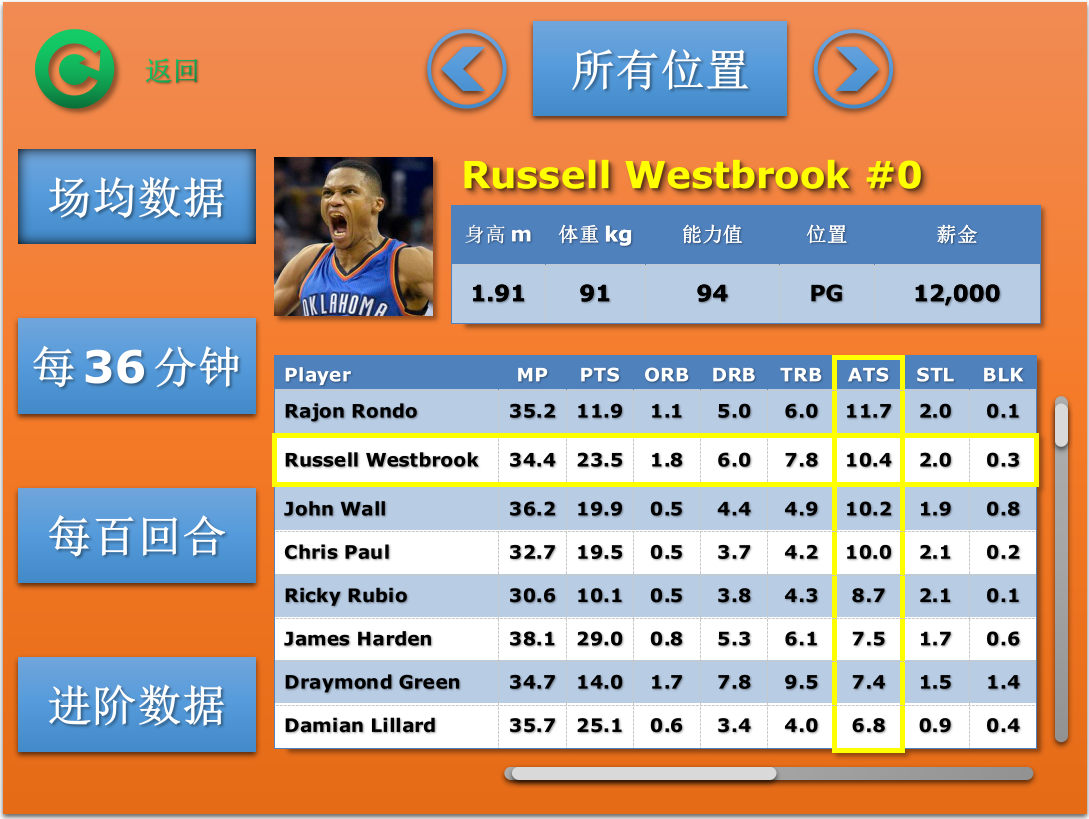 返回
所有位置
场均数据
每 36 分钟
每百回合
进阶数据
Russell Westbrook #0
身高 m 体重 kg 能力值 位置 薪金
1.91 91 94 PG 12,000
OKLAHOMA
Player MP PTS ORB DRB TRB ATS STL BLK
Rajon Rondo 35.2 11.9 1.1 5.0 6.0 11.7 2.0 0.1
Russell Westbrook 34.4 23.5 1.8 6.0 7.8 10.4 2.0 0.3
John Wall 36.2 19.9 0.5 4.4 4.9 10.2 1.9 0.8
Chris Paul 32.7 19.5 0.5 3.7 4.2 10.0 2.1 0.2
Ricky Rubio 30.6 10.1 0.5 3.8 4.3 8.7 2.1 0.1
James Harden 38.1 29.0 0.8 5.3 6.1 7.5 1.7 0.6
Draymond Green 34.7 14.0 1.7 7.8 9.5 7.4 1.5 1.4
Damian Lillard 35.7 25.1 0.6 3.4 4.0 6.8 0.9 0.4